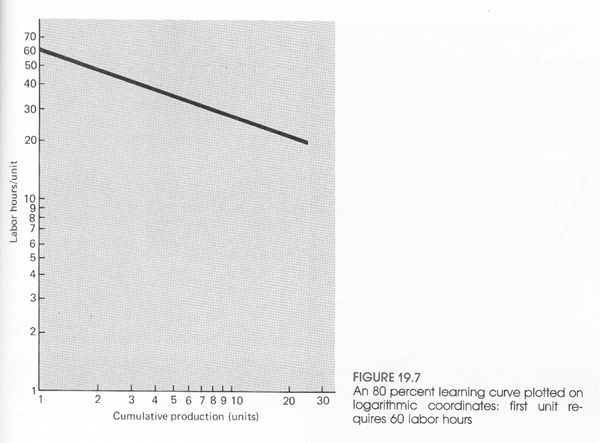 70
60
50
40
30
20
10
9
8
7
6
5
4
3
2
1
Labor hours/unit
1 2 3 4 5 6 7 8 9 10 20 30
Cumulative production (units)
FIGURE 19.7
An 80 percent learning curve plotted on
logarithmic coordinates: first unit re-
quires 60 labor hours